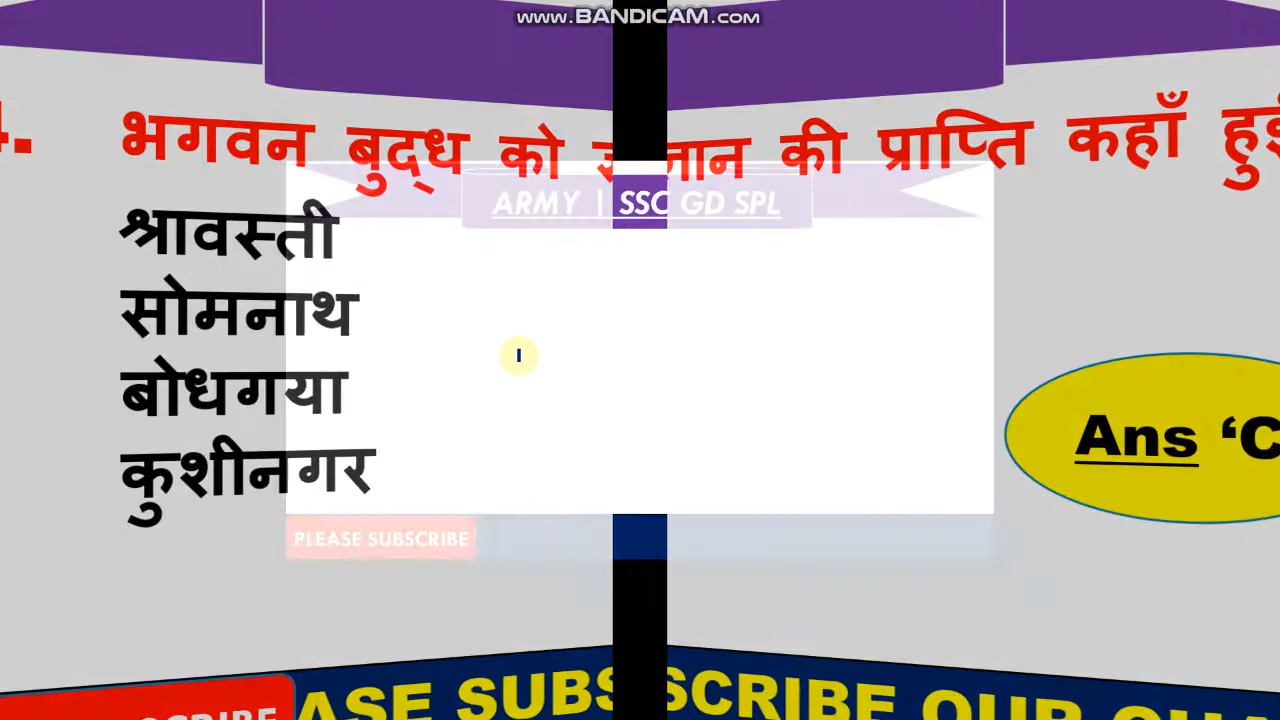 www.BANDICAM.com
4. भगवन बुद्ध को ज्ञान की प्राप्ति कहाँ हुई
ARMY | SSC GD SPL
श्रावस्ती
सोमनाथ
बोधगया
कुशीनगर
Ans ‘C
PLEASE SUBSCRIBE
ASE SUBSCRIBE OUR